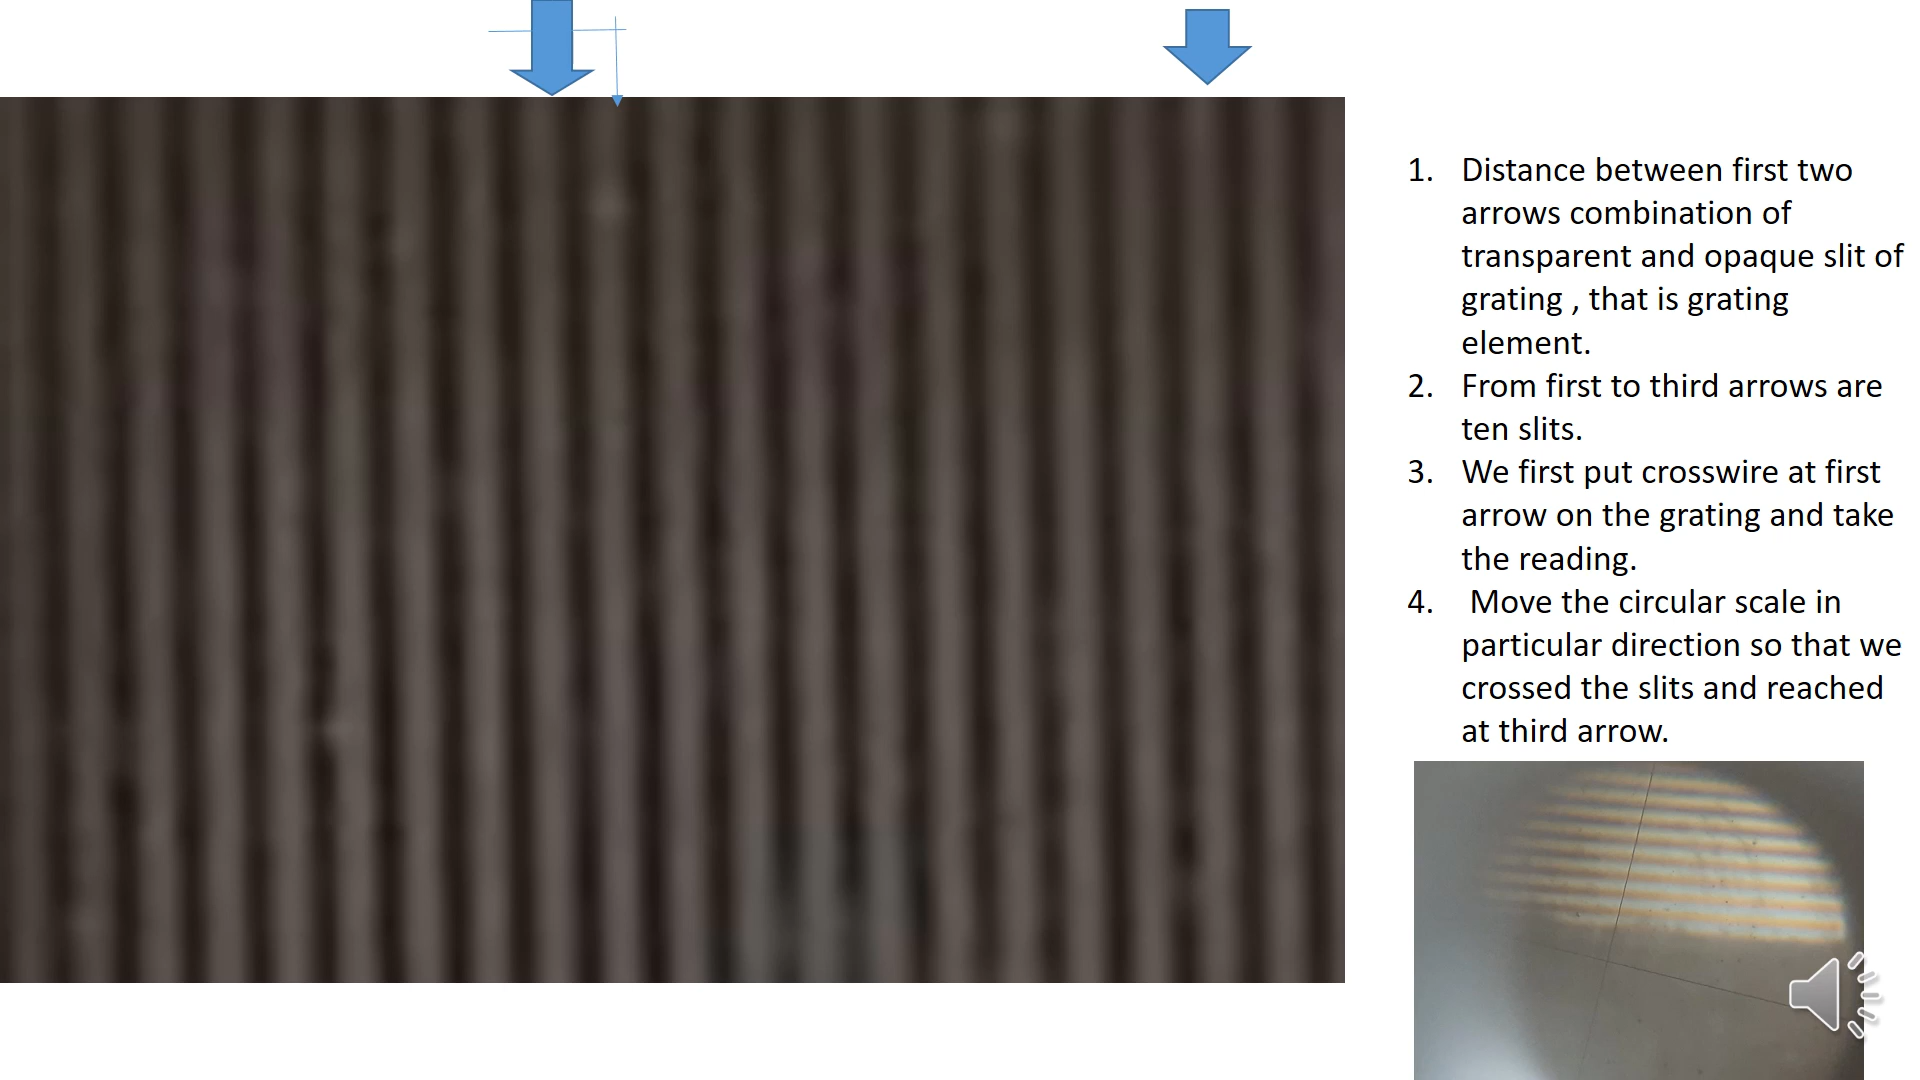 1. Distance between first two
arrows combination of
transparent and opaque slit of
grating , that is grating
element.
2. From first to third arrows are
ten slits.
3. We first put crosswire at first
arrow on the grating and take
the reading.
4. Move the circular scale in
particular direction so that we
crossed the slits and reached
at third arrow.